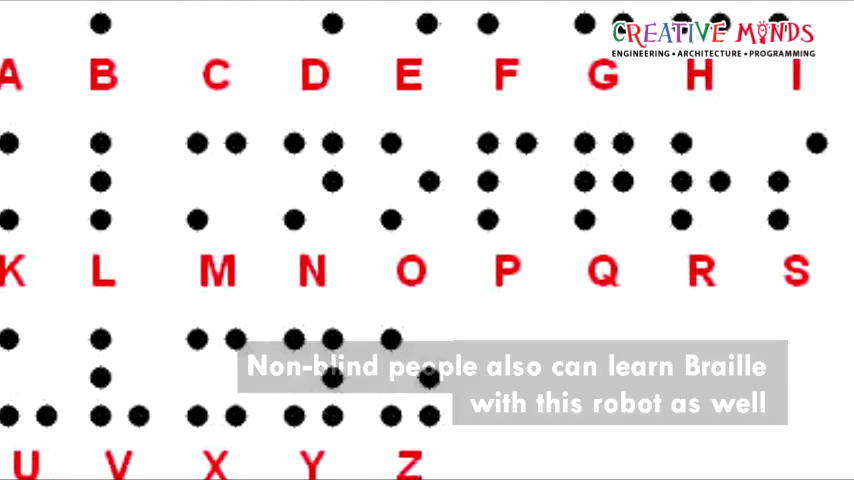 CREATIVE MINDS
ENGINEERING • ARCHITECTURE • PROGRAMMING
A B C D E F G H I
K L M N O P Q R S
Non-blind people also can learn Braille
with this robot as well
U V X Y Z